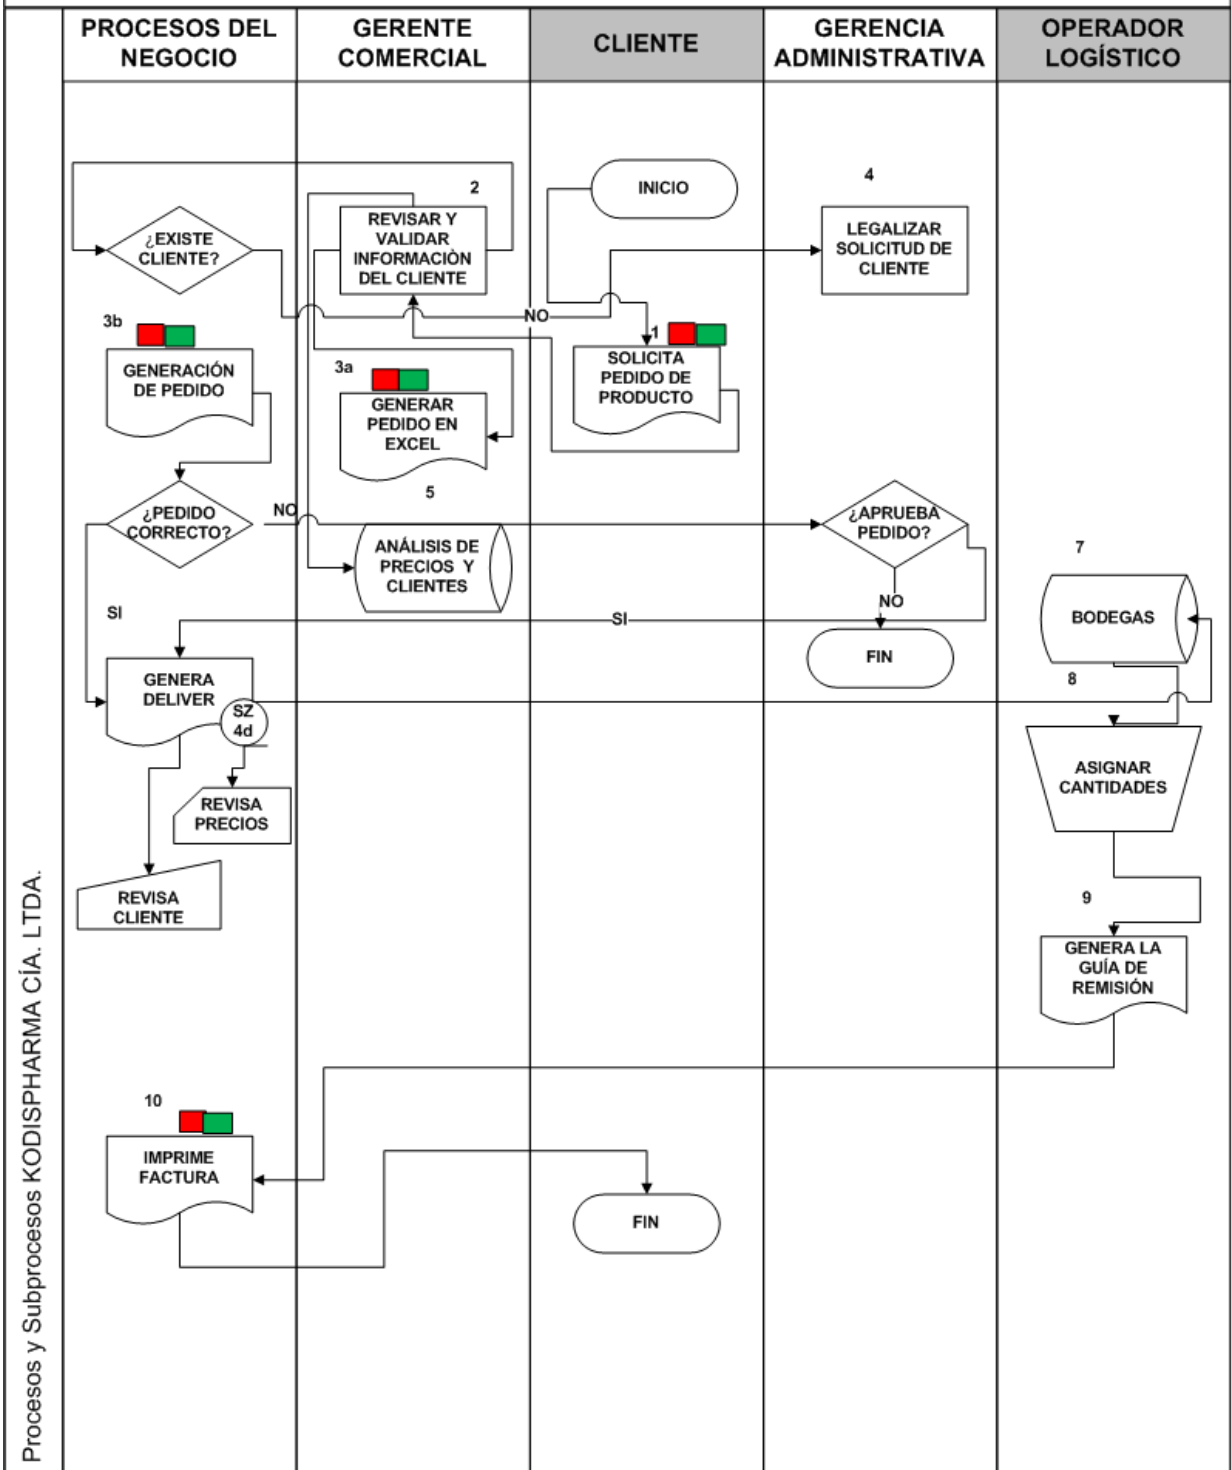 PROCESOS DEL
NEGOCIO
GERENTE
COMERCIAL
CLIENTE
GERENCIA
ADMINISTRATIVA
OPERADOR
LOGÍSTICO
INICIO
4
2
REVISAR Y
VALIDAR
INFORMACIÒN
DEL CLIENTE
¿EXISTE
CLIENTE?
LEGALIZAR
SOLICITUD DE
CLIENTE
NO
3b
GENERACIÓN
DE PEDIDO
3a
GENERAR
PEDIDO EN
EXCEL
1
SOLICITA
PEDIDO DE
PRODUCTO
5
¿PEDIDO
CORRECTO?
NO
ANÁLISIS DE
PRECIOS Y
CLIENTES
¿APRUEBA
PEDIDO?
NO
7
BODEGAS
SI
SI
FIN
GENERA
DELIVER
SZ
4d
8
ASIGNAR
CANTIDADES
REVISA
PRECIOS
REVISA
CLIENTE
9
GENERA LA
GUÍA DE
REMISIÓN
10
IMPRIME
FACTURA
FIN
Procesos y Subprocesos KODISPHARMA CÍA. LTDA.